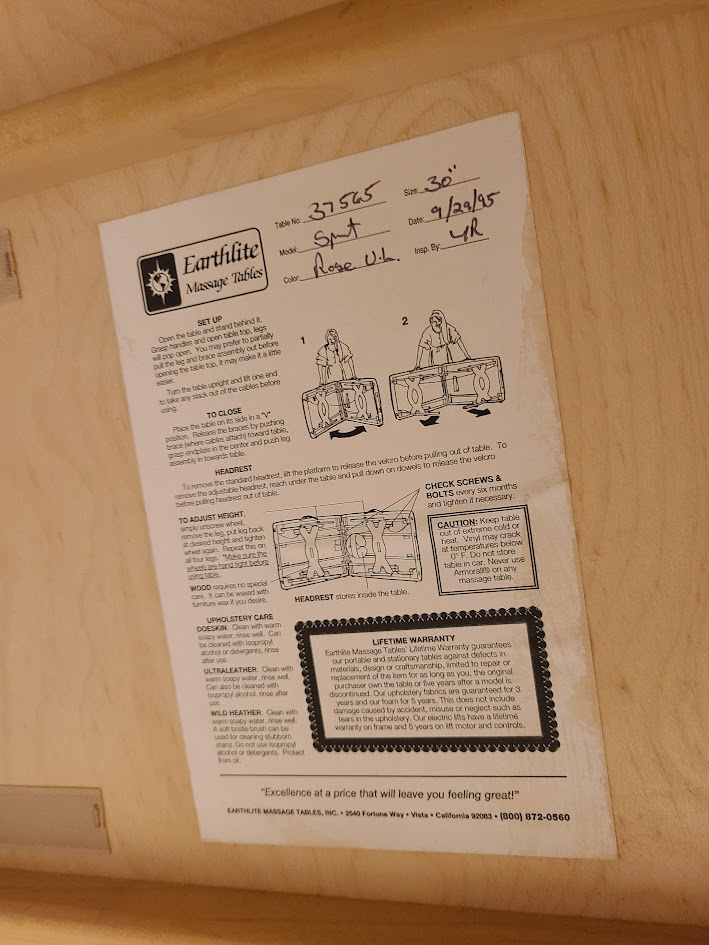 Earthlite
Massage Tables
Table No: 37565
Size: 30"
Model: Spirit
Date: 9/29/95
Color: Rose U.L.
Insp. By: YR
SET UP
Open the table and stand behind it.
Grasp handles and open table top, legs
will pop open. You may prefer to partially
pull the leg and brace assembly out before
opening the table top, it may make it a little
easier.
Turn the table upright and lift one end
to take any slack out of the cables before
using.
1
2
TO CLOSE
Place the table on its side in a "V"
position. Release the braces by pushing
brace (where cables attach) toward table,
grasp endplate in the center and push leg
assembly in towards table.
HEADREST
To remove the standard headrest, lift the platform to release the velcro before pulling out of table. To
remove the adjustable headrest, reach under the table and pull down on dowels to release the velcro
before pulling headrest out of table.
TO ADJUST HEIGHT,
simply unscrew wheel,
remove the leg, put leg back
at desired height and tighten
wheel again. Repeat this on
all four legs. *Make sure the
wheels are hand tight before
using table.
WOOD requires no special
care. It can be waxed with
furniture wax if you desire.
CHECK SCREWS &
BOLTS every six months
and tighten if necessary.
CAUTION: Keep table
out of extreme cold or
heat. Vinyl may crack
at temperatures below
0° F. Do not store
table in car. Never use
Armorall® on any
massage table.
HEADREST stores inside the table.
UPHOLSTERY CARE
DOESKIN: Clean with warm
soapy water, rinse well. Can
be cleaned with Isopropyl
alcohol or detergents, rinse
after use.
ULTRALEATHER: Clean with
warm soapy water, rinse well.
Can also be cleaned with
isopropyl alcohol, rinse after
use.
WILD HEATHER: Clean with
warm soapy water, rinse well.
A soft bristle brush can be
used for cleaning stubborn
stains. Do not use Isopropyl
alcohol or detergents. Protect
from oil.
LIFETIME WARRANTY
Earthlite Massage Tables' Lifetime Warranty guarantees
our portable and stationary tables against defects in
materials, design or craftsmanship, limited to repair or
replacement of the item for as long as you, the original
purchaser own the table or five years after a model is
discontinued. Our upholstery fabrics are guaranteed for 3
years and our foam for 5 years. This does not include
damage caused by accident, misuse or neglect such as
tears in the upholstery. Our electric lifts have a lifetime
warranty on frame and 5 years on lift motor and controls.
"Excellence at a price that will leave you feeling great!"
EARTHLITE MASSAGE TABLES, INC. • 2540 Fortune Way • Vista • California 92083 • (800) 872-0560